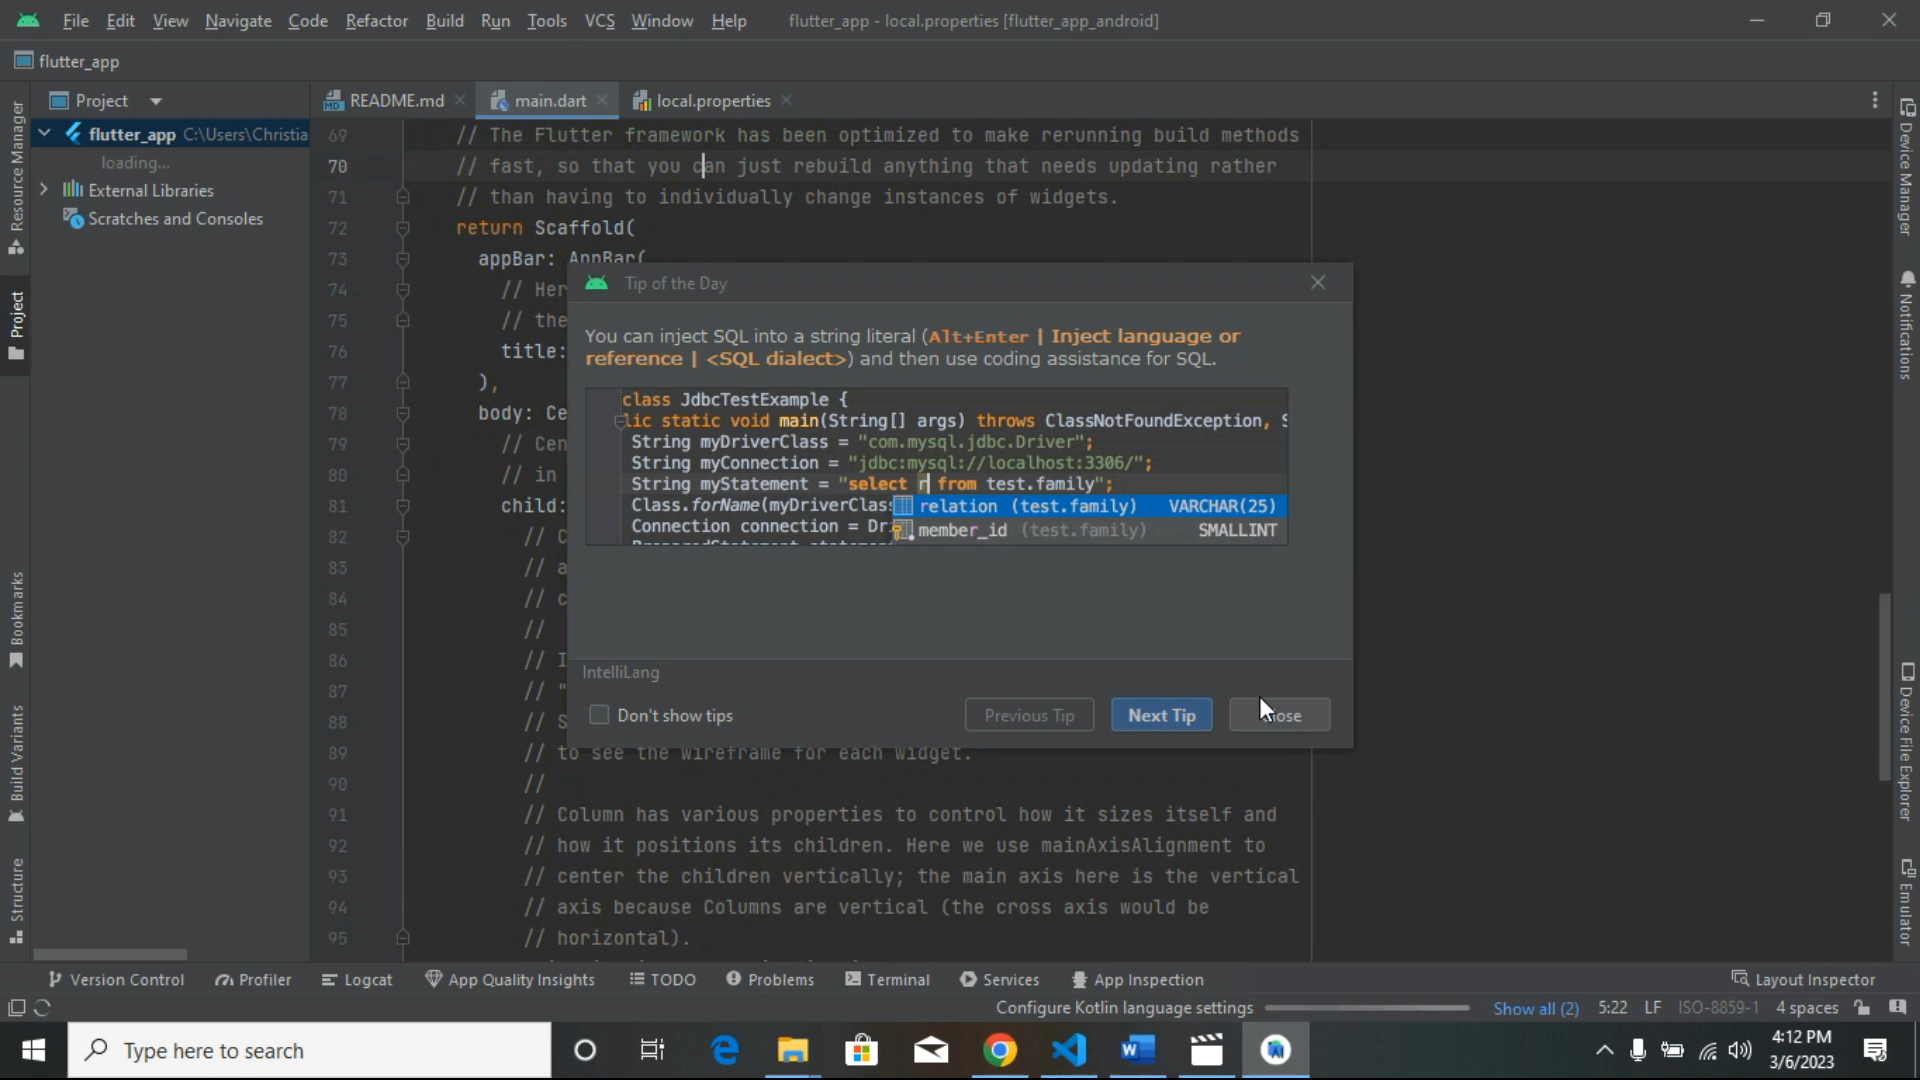 File Edit View Navigate Code Refactor Build Run Tools VCS Window Help flutter_app - local.properties [flutter_app_android]
flutter_app
Project
README.md
main.dart
local.properties
flutter_app C:\Users\Christia
loading...
External Libraries
Scratches and Consoles
Resource Manager
Project
Bookmarks
Build Variants
Structure
69 // The Flutter framework has been optimized to make rerunning build methods
70 // fast, so that you can just rebuild anything that needs updating rather
71 // than having to individually change instances of widgets.
72 return Scaffold(
73 appBar: AppBar(
74 // Her
75 // the
76 title:
77 ),
78 body: Ce
79 // Cen
80 // in
81 child:
82 // C
83 // a
84 // c
85 //
86 // I
87 // "
88 // S
89 // to see the wireframe for each widget.
90 //
91 // Column has various properties to control how it sizes itself and
92 // how it positions its children. Here we use mainAxisAlignment to
93 // center the children vertically; the main axis here is the vertical
94 // axis because Columns are vertical (the cross axis would be
95 // horizontal).
Tip of the Day
You can inject SQL into a string literal (Alt+Enter | Inject language or
reference | <SQL dialect>) and then use coding assistance for SQL.
class JdbcTestExample {
lic static void main(String[] args) throws ClassNotFoundException, S
String myDriverClass = "com.mysql.jdbc.Driver";
String myConnection = "jdbc:mysql://localhost:3306/";
String myStatement = "select r from test.family";
Class.forName(myDriverClas
relation (test.family) VARCHAR(25)
Connection connection = Dr
member_id (test.family) SMALLINT
IntelliLang
Don't show tips
Previous Tip
Next Tip
Device Manager
Notifications
Device File Explorer
Emulator
Version Control Profiler Logcat App Quality Insights TODO Problems Terminal Services App Inspection Layout Inspector
Configure Kotlin language settings Show all (2) 5:22 LF ISO-8859-1 4 spaces
Type here to search
4:12 PM
3/6/2023